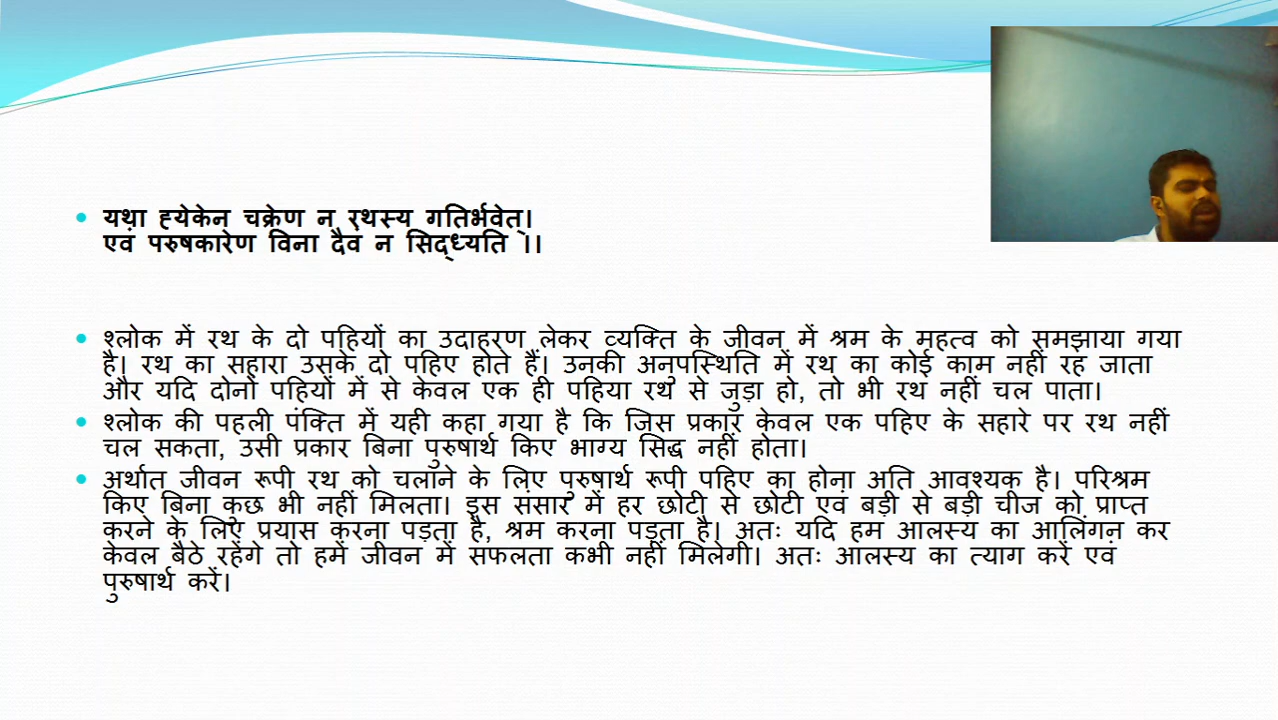 यथा ह्येकेन चक्रेण न रथस्य गतिर्भवेत्।
एवं परुषकारेण विना दैवं न सिद्ध्यति ।।
श्लोक में रथ के दो पहियों का उदाहरण लेकर व्यक्ति के जीवन में श्रम के महत्व को समझाया गया
है। रथ का सहारा उसके दो पहिए होते हैं। उनकी अनुपस्थिति में रथ का कोई काम नहीं रह जाता
और यदि दोनों पहियों में से केवल एक ही पहिया रथ से जुड़ा हो, तो भी रथ नहीं चल पाता।
श्लोक की पहली पंक्ति में यही कहा गया है कि जिस प्रकार केवल एक पहिए के सहारे पर रथ नहीं
चल सकता, उसी प्रकार बिना पुरुषार्थ किए भाग्य सिद्ध नहीं होता।
अर्थात जीवन रूपी रथ को चलाने के लिए पुरुषार्थ रूपी पहिए का होना अति आवश्यक है। परिश्रम
किए बिना कुछ भी नहीं मिलता। इस संसार में हर छोटी से छोटी एवं बड़ी से बड़ी चीज को प्राप्त
करने के लिए प्रयास करना पड़ता है, श्रम करना पड़ता है। अतः यदि हम आलस्य का आलिंगन कर
केवल बैठे रहेंगे तो हमें जीवन में सफलता कभी नहीं मिलेगी। अतः आलस्य का त्याग करें एवं
पुरुषार्थ करें।